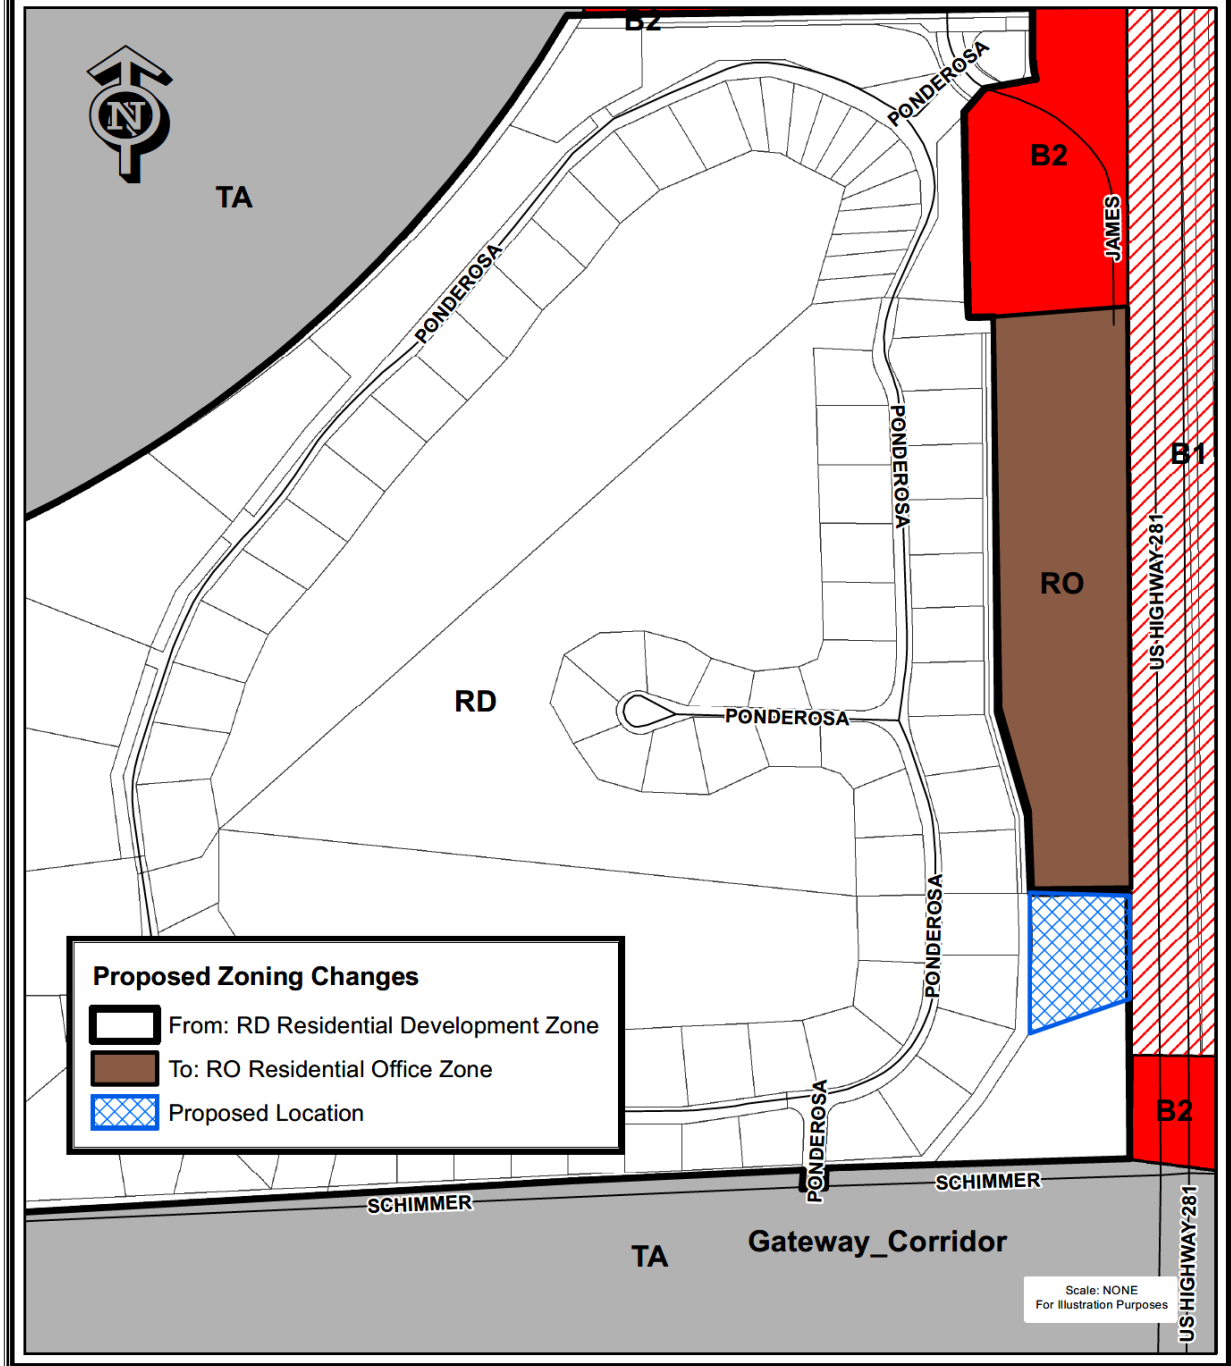 B2
PONDEROSA
N
B2
TA
JAMES
PONDEROSA
B1
PONDEROSA
US HIGHWAY 281
RO
RD
PONDEROSA
PONDEROSA
Proposed Zoning Changes
From: RD Residential Development Zone
To: RO Residential Office Zone
Proposed Location
B2
PONDEROSA
SCHIMMER
SCHIMMER
Gateway_Corridor
TA
US HIGHWAY 281
Scale: NONE
For Illustration Purposes